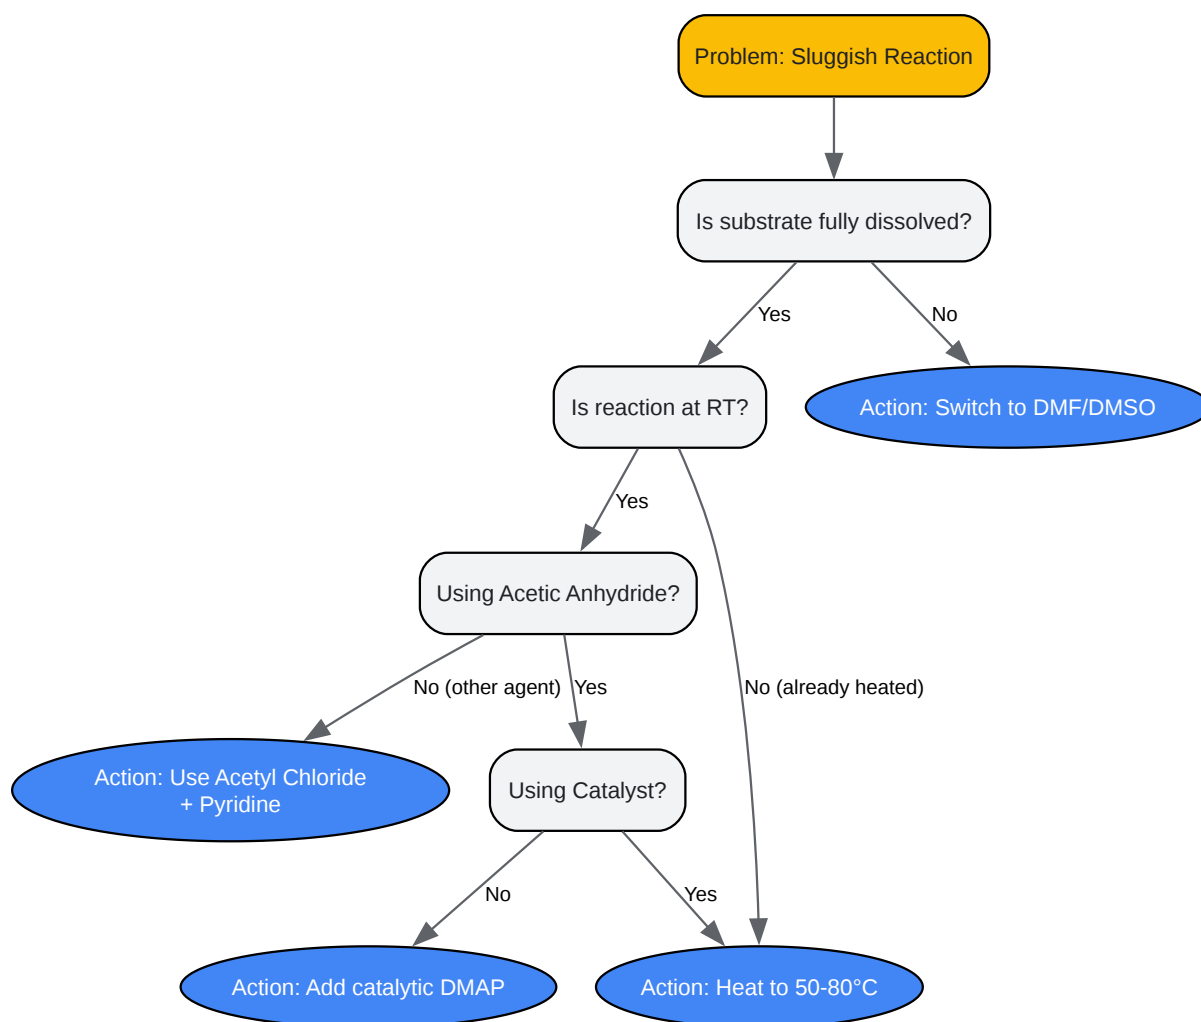 Problem: Sluggish Reaction
Is substrate fully dissolved?
Yes
No
Is reaction at RT?
Action: Switch to DMF/DMSO
Yes
Using Acetic Anhydride?
No (other agent)
Yes
No (already heated)
Action: Use Acetyl Chloride
+ Pyridine
Using Catalyst?
No
Yes
Action: Add catalytic DMAP
Action: Heat to 50-80°C